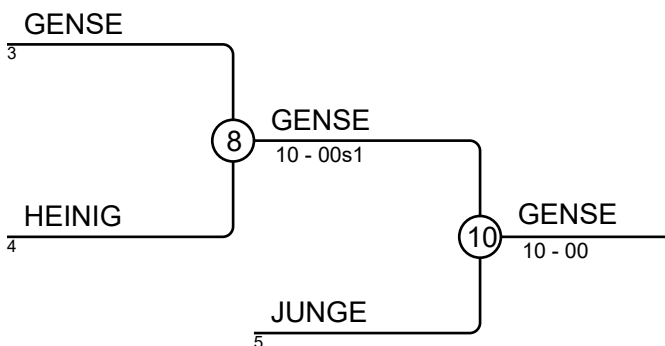 GENSE
3
8
GENSE
10 - 00s1
HEINIG
4
10
GENSE
10 - 00
JUNGE
5